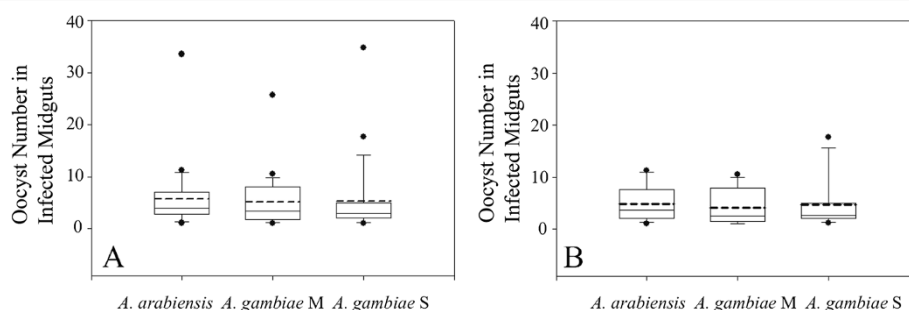 Oocyst Number in
Infected Midguts
40
30
20
10
0
A
A. arabiensis A. gambiae M A. gambiae S
Oocyst Number in
Infected Midguts
40
30
20
10
0
B
A. arabiensis A. gambiae M A. gambiae S